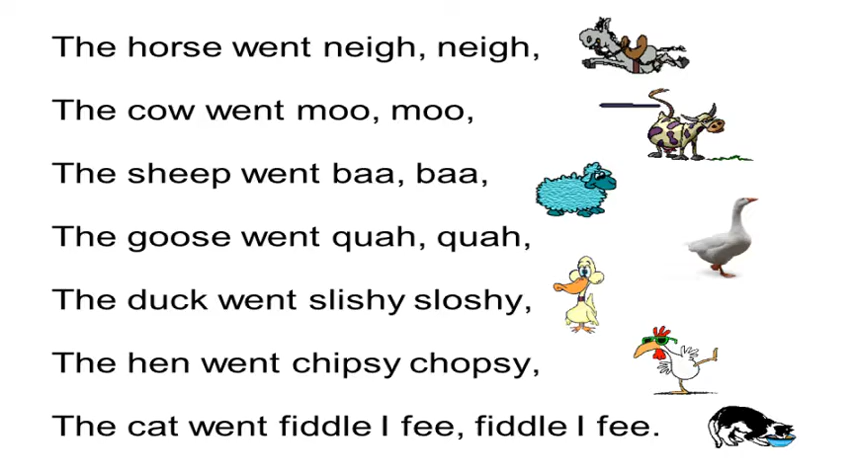 The horse went neigh, neigh,
The cow went moo, moo,
The sheep went baa, baa,
The goose went quah, quah,
The duck went slishy sloshy,
The hen went chipsy chopsy,
The cat went fiddle I fee, fiddle I fee.